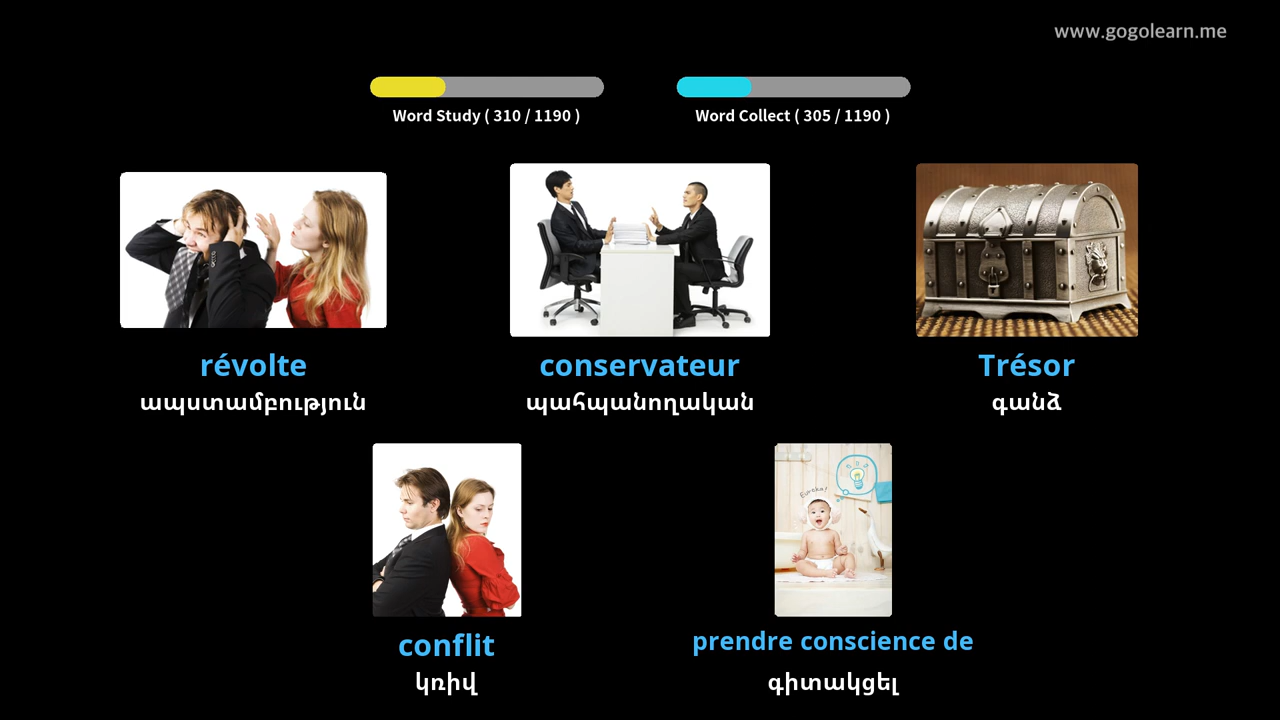 www.gogolearn.me
Word Study ( 310 / 1190 )
Word Collect ( 305 / 1190 )
révolte
ապստամբություն
conservateur
պահպանողական
Trésor
գանձ
Eureka!
conflit
կռիվ
prendre conscience de
գիտակցել